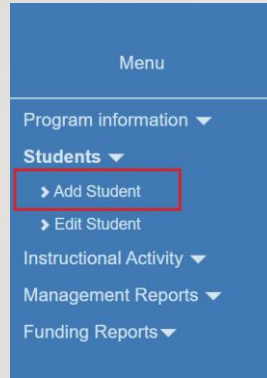 Menu
Program information
Students
Add Student
Edit Student
Instructional Activity
Management Reports
Funding Reports